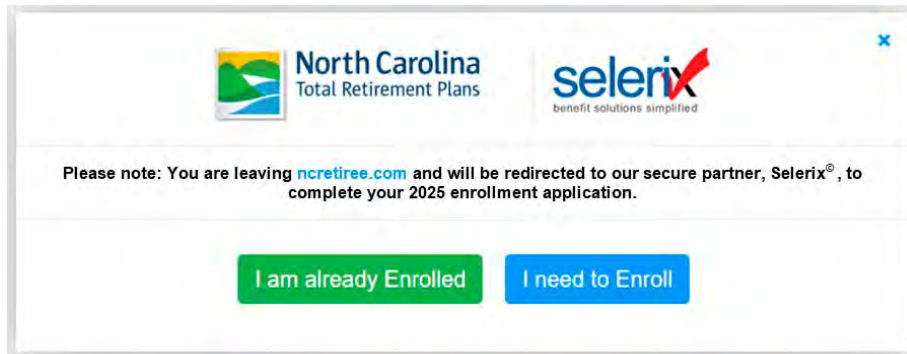 North Carolina
Total Retirement Plans
selerix
benefit solutions simplified
×
Please note: You are leaving ncretiree.com and will be redirected to our secure partner, Selerix©, to
complete your 2025 enrollment application.
I am already Enrolled
I need to Enroll